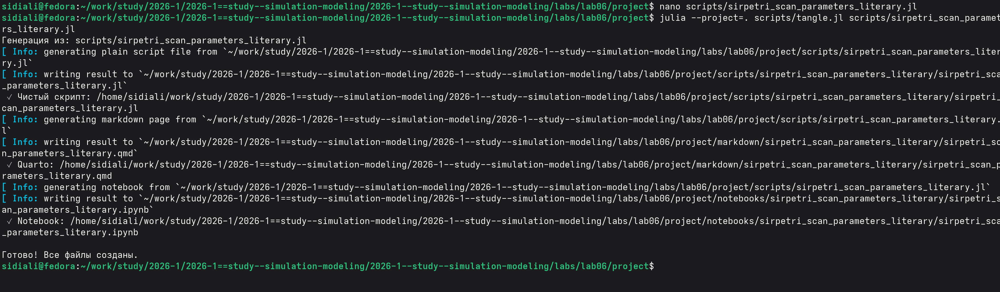 sidiali@fedora:~/work/study/2026-1/2026-1==study--simulation-modeling/2026-1--study--simulation-modeling/labs/lab06/project$ nano scripts/sirpetri_scan_parameters_literary.jl
sidiali@fedora:~/work/study/2026-1/2026-1==study--simulation-modeling/2026-1--study--simulation-modeling/labs/lab06/project$ julia --project=. scripts/tangle.jl scripts/sirpetri_scan_paramet
rs_literary.jl
Генерация из: scripts/sirpetri_scan_parameters_literary.jl
[ Info: generating plain script file from `~/work/study/2026-1/2026-1==study--simulation-modeling/2026-1--study--simulation-modeling/labs/lab06/project/scripts/sirpetri_scan_parameters_liter
ry.jl`
[ Info: writing result to `~/work/study/2026-1/2026-1==study--simulation-modeling/2026-1--study--simulation-modeling/labs/lab06/project/scripts/sirpetri_scan_parameters_literary/sirpetri_sca
_parameters_literary.jl`
 ✓ Чистый скрипт: /home/sidiali/work/study/2026-1/2026-1==study--simulation-modeling/2026-1--study--simulation-modeling/labs/lab06/project/scripts/sirpetri_scan_parameters_literary/sirpetri_
can_parameters_literary.jl
[ Info: generating markdown page from `~/work/study/2026-1/2026-1==study--simulation-modeling/2026-1--study--simulation-modeling/labs/lab06/project/scripts/sirpetri_scan_parameters_literary.
l`
[ Info: writing result to `~/work/study/2026-1/2026-1==study--simulation-modeling/2026-1--study--simulation-modeling/labs/lab06/project/markdown/sirpetri_scan_parameters_literary/sirpetri_sc
n_parameters_literary.qmd`
 ✓ Quarto: /home/sidiali/work/study/2026-1/2026-1==study--simulation-modeling/2026-1--study--simulation-modeling/labs/lab06/project/markdown/sirpetri_scan_parameters_literary/sirpetri_scan_p
rameters_literary.qmd
[ Info: generating notebook from `~/work/study/2026-1/2026-1==study--simulation-modeling/2026-1--study--simulation-modeling/labs/lab06/project/scripts/sirpetri_scan_parameters_literary.jl`
[ Info: writing result to `~/work/study/2026-1/2026-1==study--simulation-modeling/2026-1--study--simulation-modeling/labs/lab06/project/notebooks/sirpetri_scan_parameters_literary/sirpetri_s
an_parameters_literary.ipynb`
 ✓ Notebook: /home/sidiali/work/study/2026-1/2026-1==study--simulation-modeling/2026-1--study--simulation-modeling/labs/lab06/project/notebooks/sirpetri_scan_parameters_literary/sirpetri_sca
_parameters_literary.ipynb
Готово! Все файлы созданы.
sidiali@fedora:~/work/study/2026-1/2026-1==study--simulation-modeling/2026-1--study--simulation-modeling/labs/lab06/project$